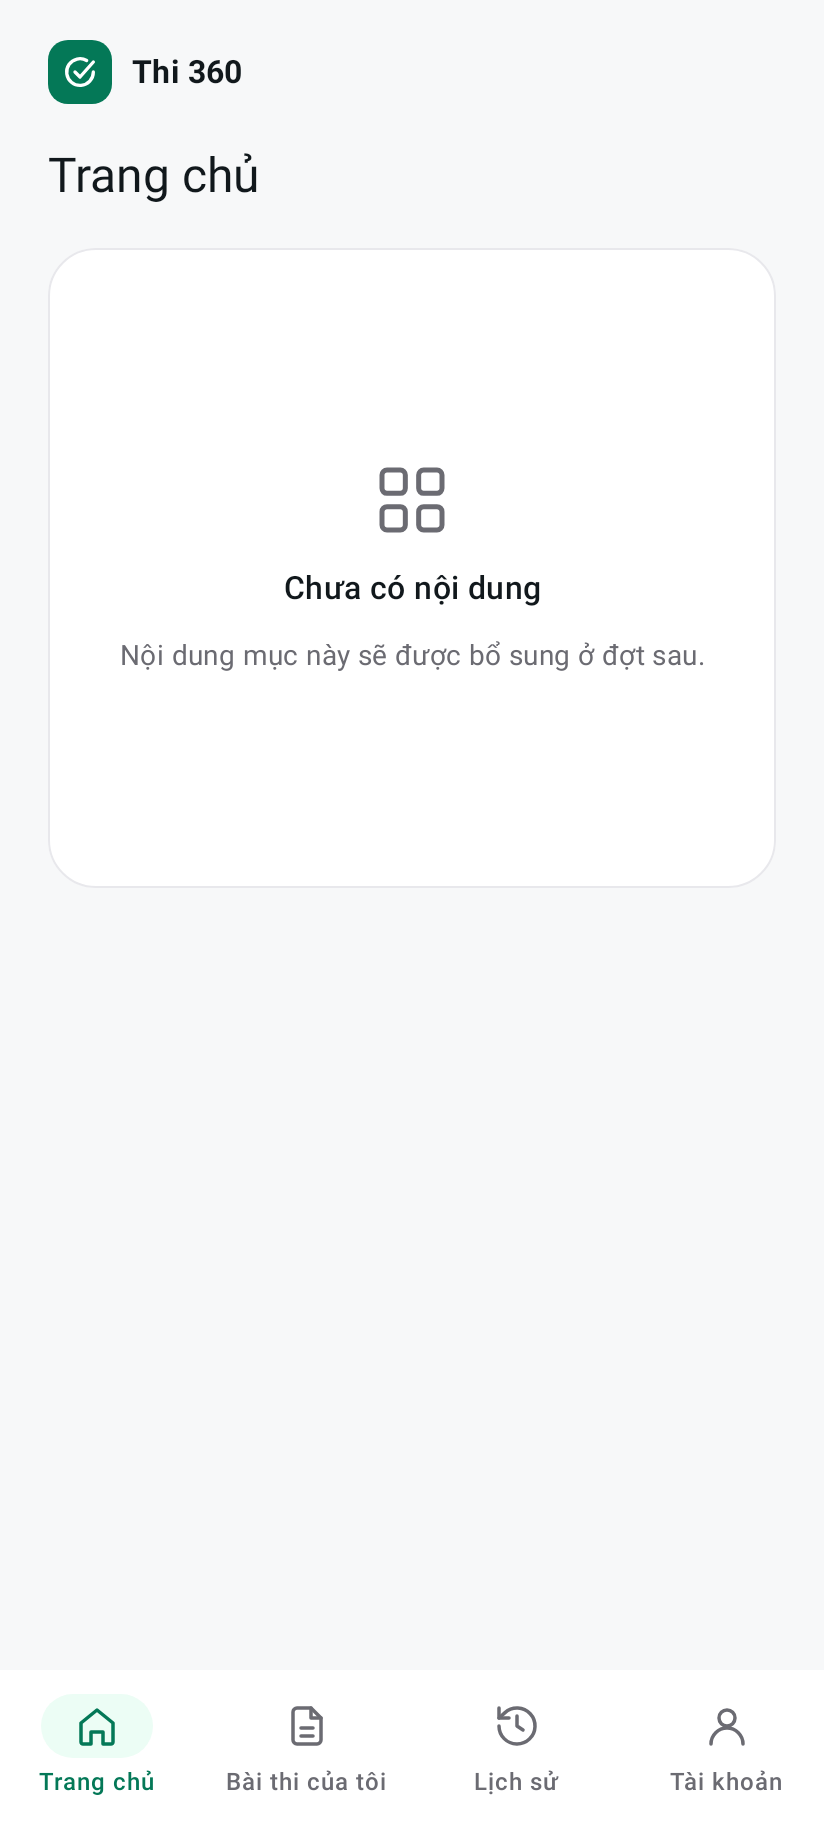 Thi 360
Trang chủ
Chưa có nội dung
Nội dung mục này sẽ được bổ sung ở đợt sau.
Trang chủ
Bài thi của tôi
Lịch sử
Tài khoản